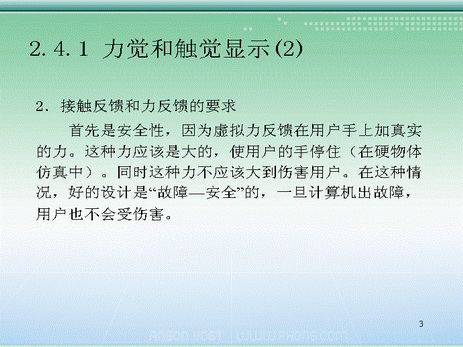 2.4.1 力觉和触觉显示(2)
2．接触反馈和力反馈的要求
首先是安全性，因为虚拟力反馈在用户手上加真实
的力。这种力应该是大的，使用户的手停住（在硬物体
仿真中）。同时这种力不应该大到伤害用户。在这种情
况，好的设计是“故障—安全”的，一旦计算机出故障，
用户也不会受伤害。
3